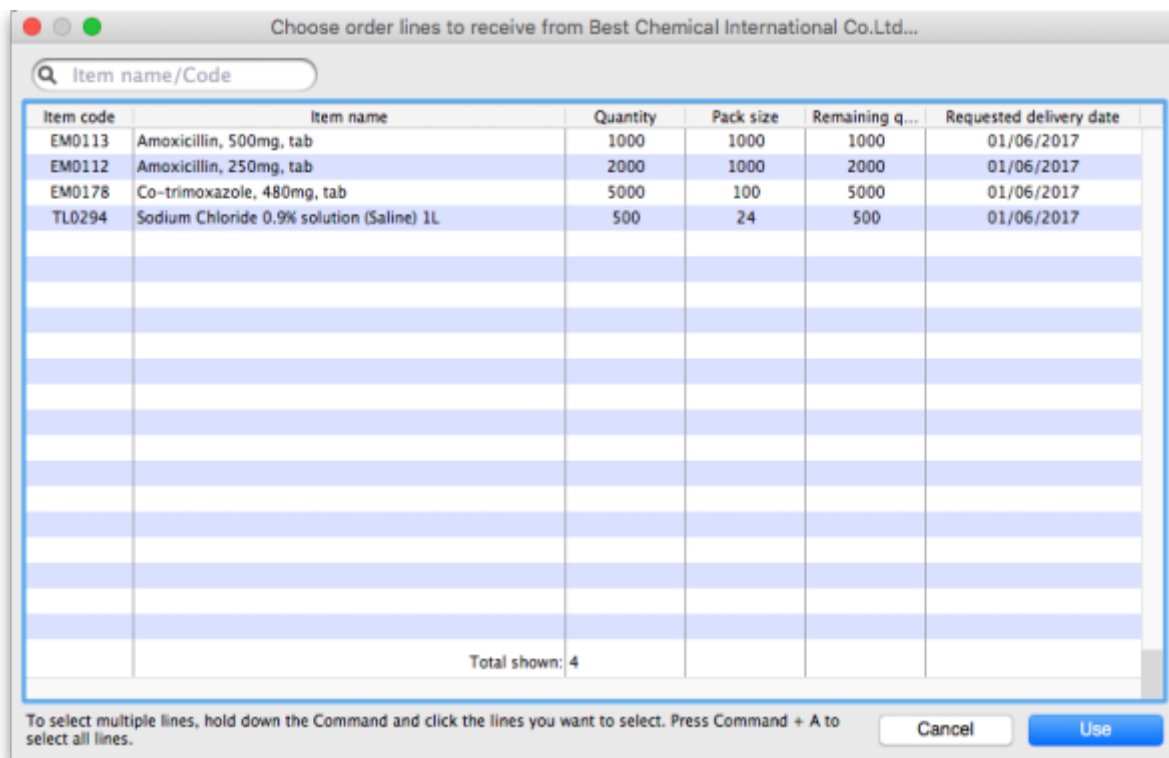 Choose order lines to receive from Best Chemical International Co.Ltd...
Item name/Code
Item code Item name Quantity Pack size Remaining q... Requested delivery date
EM0113 Amoxicillin, 500mg, tab 1000 1000 1000 01/06/2017
EM0112 Amoxicillin, 250mg, tab 2000 1000 2000 01/06/2017
EM0178 Co-trimoxazole, 480mg, tab 5000 100 5000 01/06/2017
TL0294 Sodium Chloride 0.9% solution (Saline) 1L 500 24 500 01/06/2017
Total shown: 4
To select multiple lines, hold down the Command and click the lines you want to select. Press Command + A to
select all lines.
Cancel Use